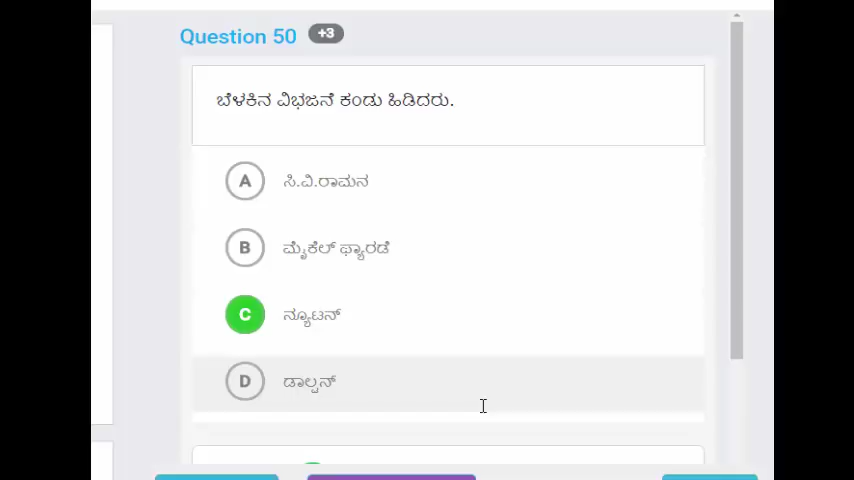 Question 50 +3
ಬೆಳಕಿನ ವಿಭಜನೆ ಕಂಡು ಹಿಡಿದರು.
A ಸಿ.ವಿ.ರಾಮನ
B ಮೈಕೆಲ್ ಫ್ಯಾರಡೆ
C ನ್ಯೂಟನ್
D ಡಾಲ್ಟನ್